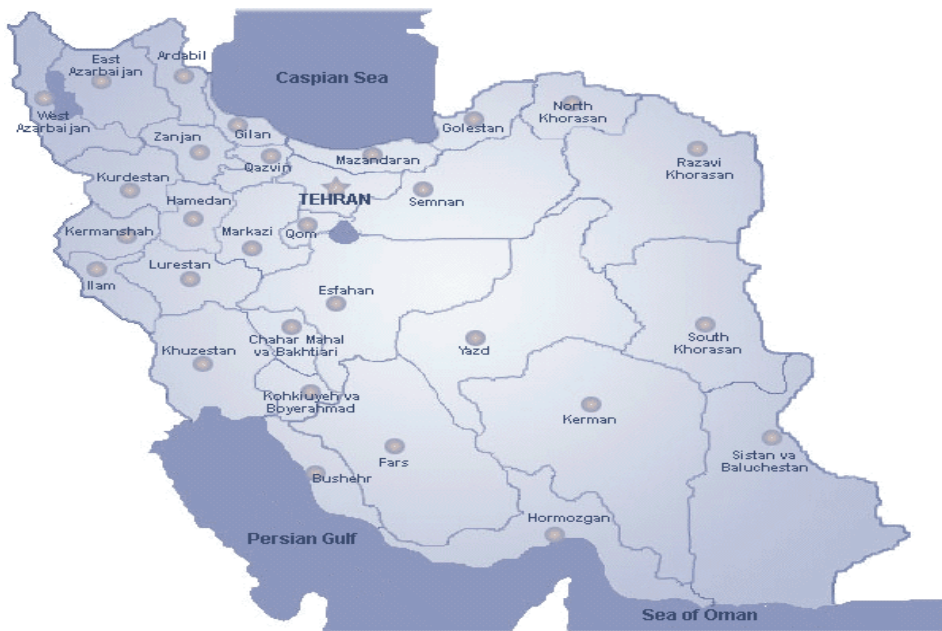 Ardabil
East
Azarbaijan
Caspian Sea
West
Azarbaijan
Gilan
Golestan
North
Khorasan
Zanjan
Qazvin
Mazandaran
Razavi
Khorasan
Kurdestan
Hamedan
TEHRAN
Semnan
Kermanshah
Markazi
Qom
Lurestan
Ilam
Esfahan
Chahar Mahal
va Bakhtiari
Khuzestan
Yazd
South
Khorasan
Kohkiuyeh va
Boyerahmad
Kerman
Fars
Sistan va
Baluchestan
Bushehr
Hormozgan
Persian Gulf
Sea of Oman